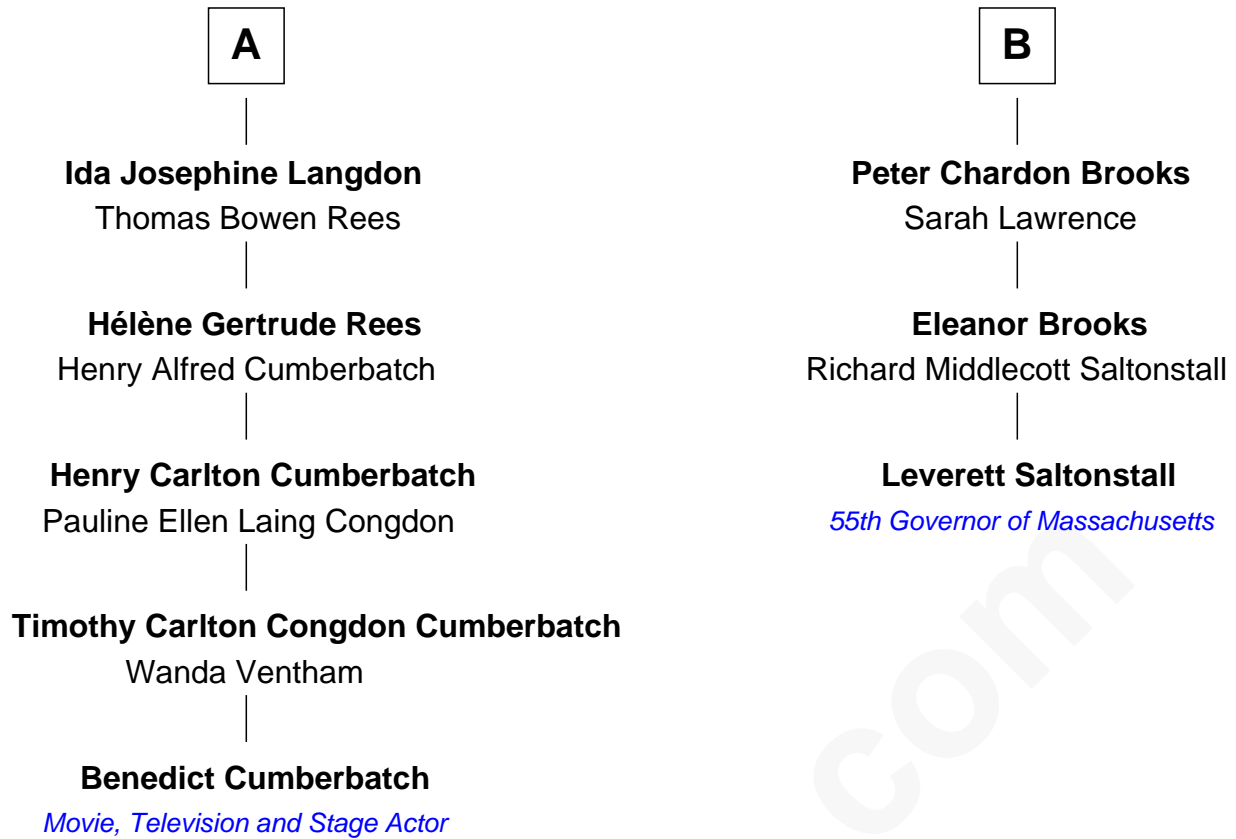 A
Ida Josephine Langdon
Thomas Bowen Rees
Hélène Gertrude Rees
Henry Alfred Cumberbatch
Henry Carlton Cumberbatch
Pauline Ellen Laing Congdon
Timothy Carlton Congdon Cumberbatch
Wanda Ventham
Benedict Cumberbatch
Movie, Television and Stage Actor
B
Peter Chardon Brooks
Sarah Lawrence
Eleanor Brooks
Richard Middlecott Saltonstall
Leverett Saltonstall
55th Governor of Massachusetts
com